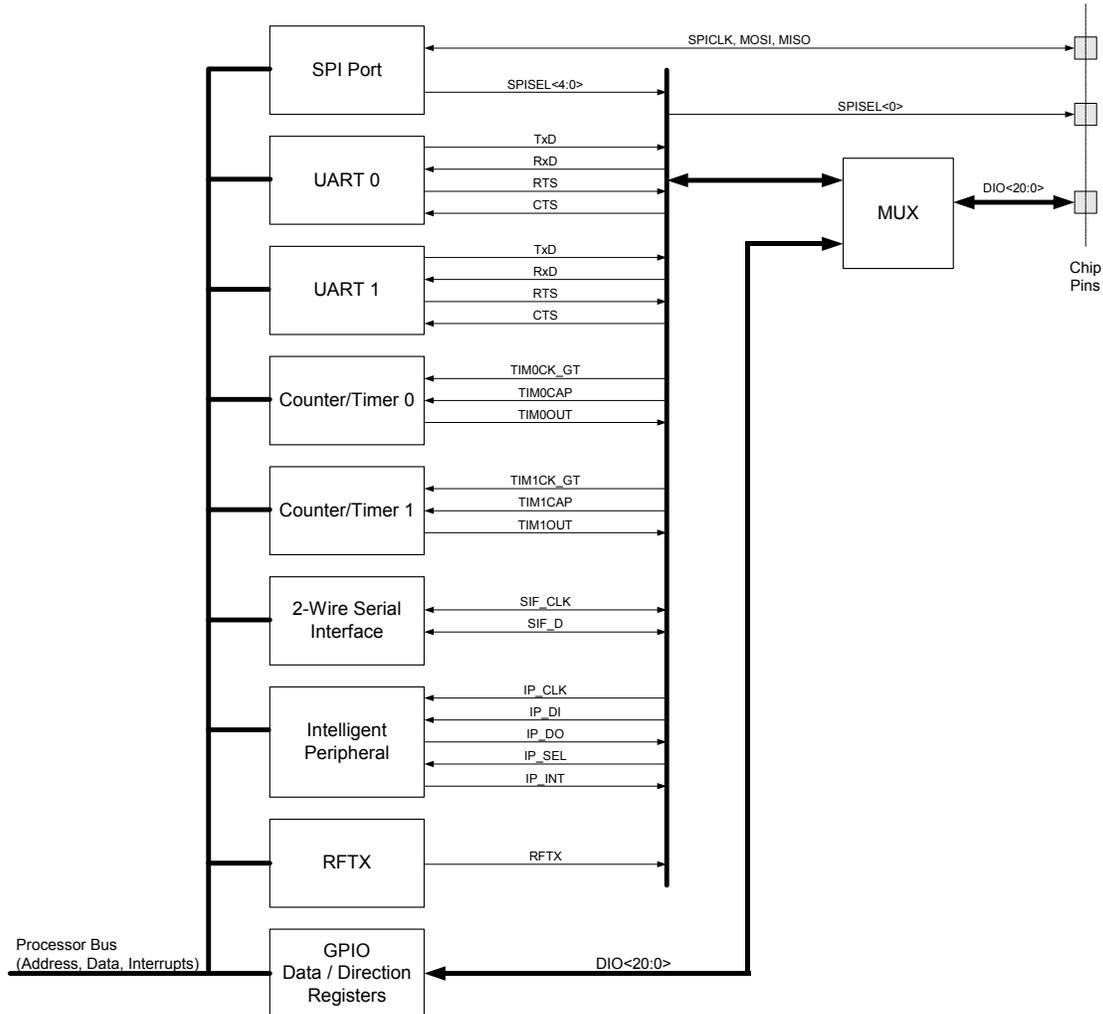 SPICLK, MOSI, MISO
SPI Port
SPISEL<4:0>
SPISEL<0>
UART 0
TxD
RxD
RTS
CTS
MUX
DIO<20:0>
Chip
Pins
UART 1
TxD
RxD
RTS
CTS
Counter/Timer 0
TIM0CK_GT
TIM0CAP
TIM0OUT
Counter/Timer 1
TIM1CK_GT
TIM1CAP
TIM1OUT
2-Wire Serial
Interface
SIF_CLK
SIF_D
Intelligent
Peripheral
IP_CLK
IP_DI
IP_DO
IP_SEL
IP_INT
RFTX
RFTX
Processor Bus
(Address, Data, Interrupts)
GPIO
Data / Direction
Registers
DIO<20:0>